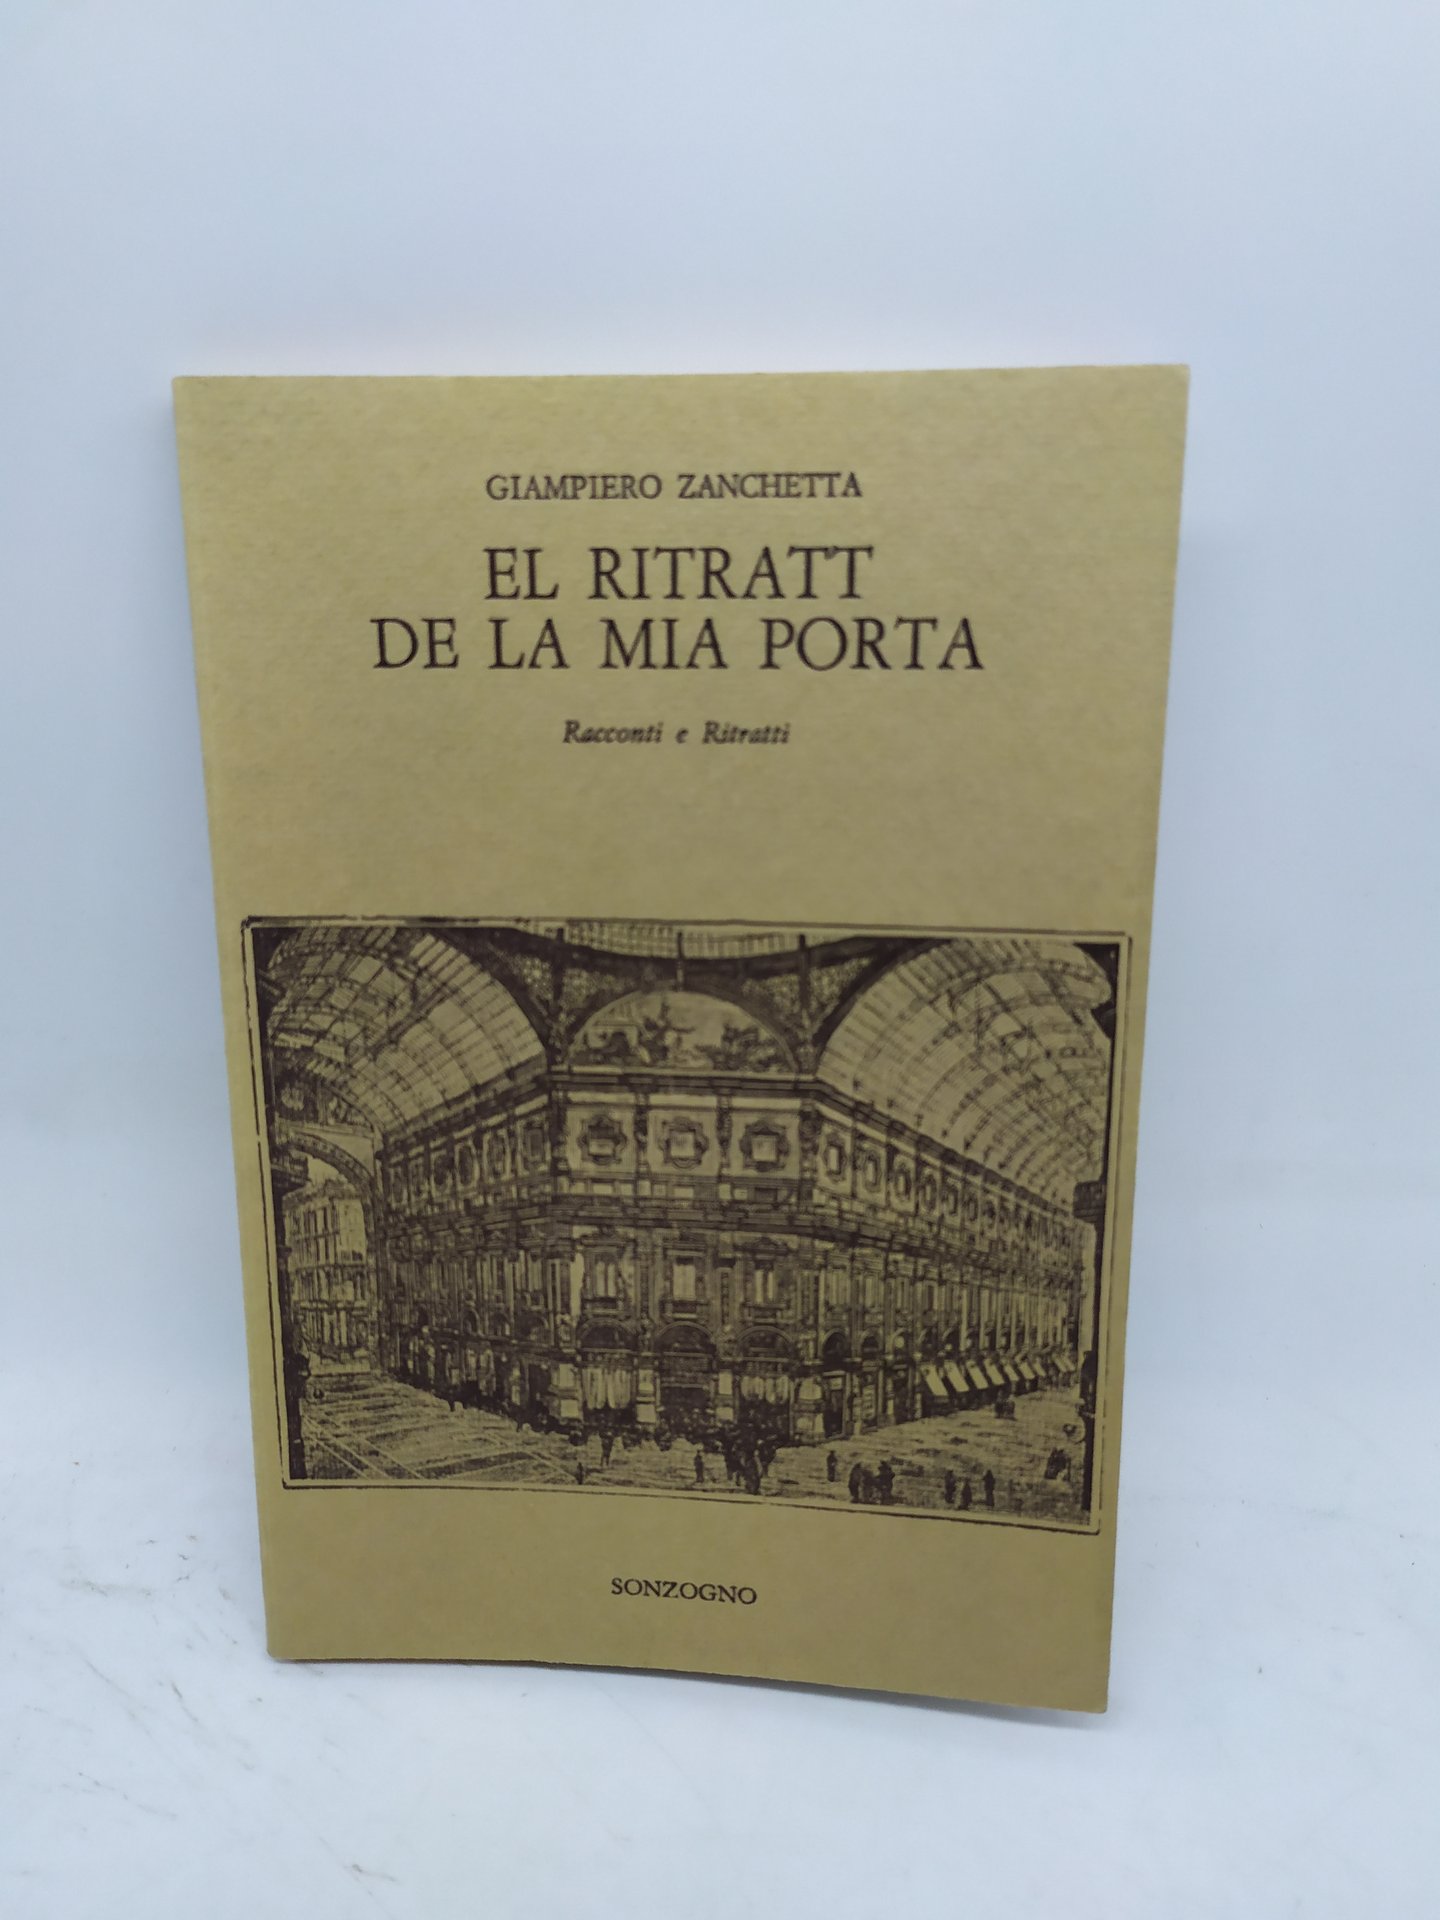 GIAMPIERO ZANCHETTA
EL RITRATT
DE LA MIA PORTA
Racconti e Ritratti
SONZOGNO